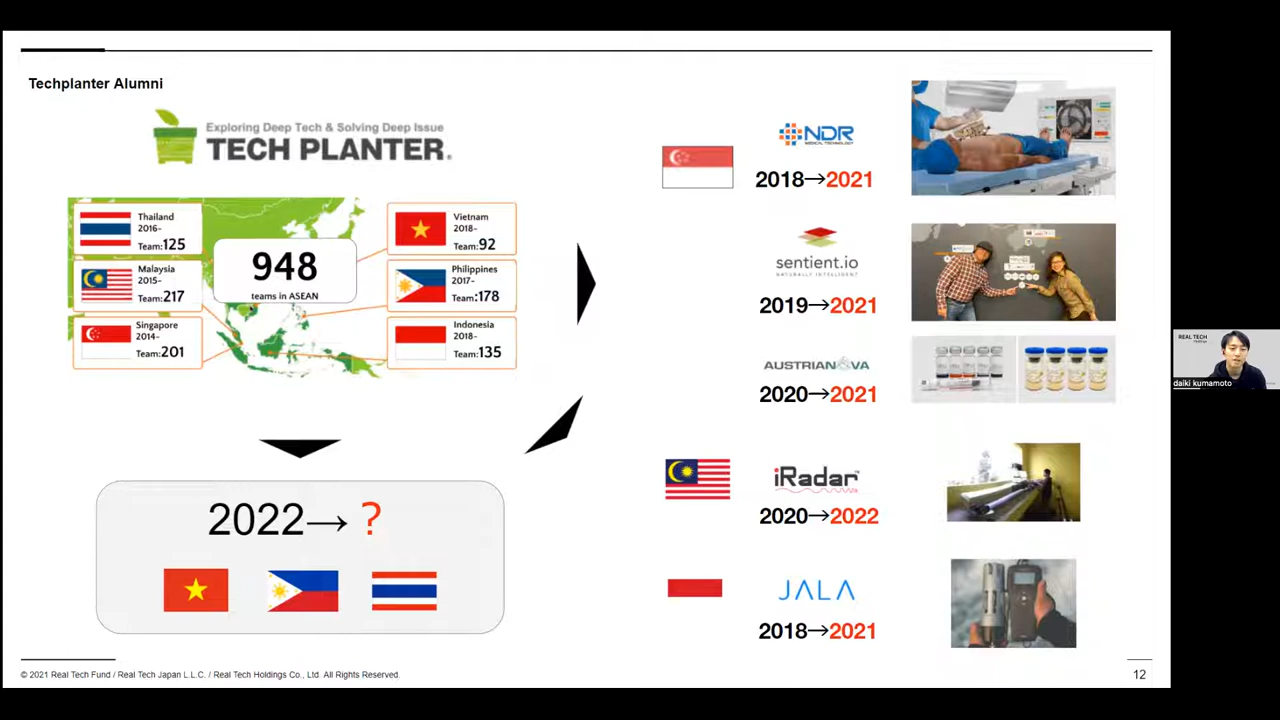 Techplanter Alumni
Exploring Deep Tech & Solving Deep Issue
TECH PLANTER.
Thailand
2016-
Team:125
Malaysia
2015-
Team:217
Singapore
2014-
Team:201
948
teams in ASEAN
Vietnam
2018-
Team:92
Philippines
2017-
Team:178
Indonesia
2018-
Team:135
2022→?
NDR
MEDICAL TECHNOLOGY
2018→2021
sentient.io
NATURALLY INTELLIGENT
2019→2021
AUSTRIANOVA
2020→2021
iRadar
2020→2022
JALA
2018→2021
© 2021 Real Tech Fund / Real Tech Japan L.L.C. / Real Tech Holdings Co., Ltd All Rights Reserved.
12
REAL TECH
Holdings
daiki kumamoto